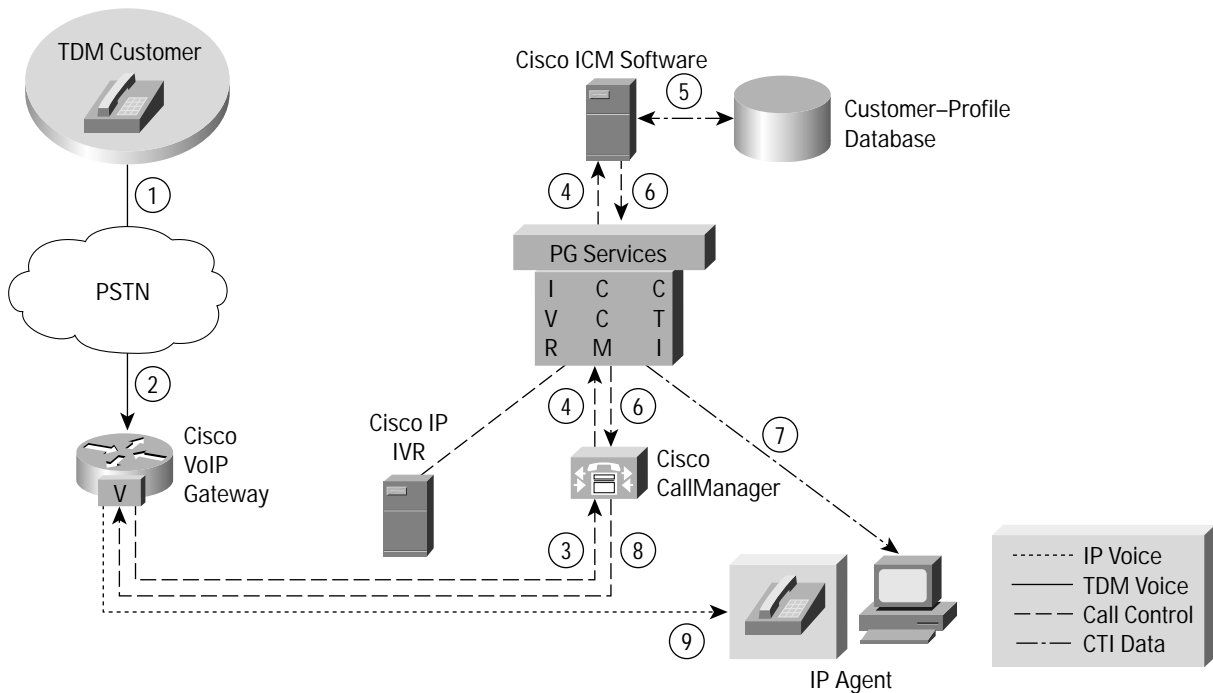 TDM Customer
1
PSTN
2
Cisco
VoIP
Gateway
V
Cisco ICM Software
5
Customer–Profile
Database
4
6
PG Services
I C C
V C T
R M I
4
6
7
Cisco IP
IVR
Cisco
CallManager
3
8
9
IP Agent
IP Voice
TDM Voice
Call Control
CTI Data